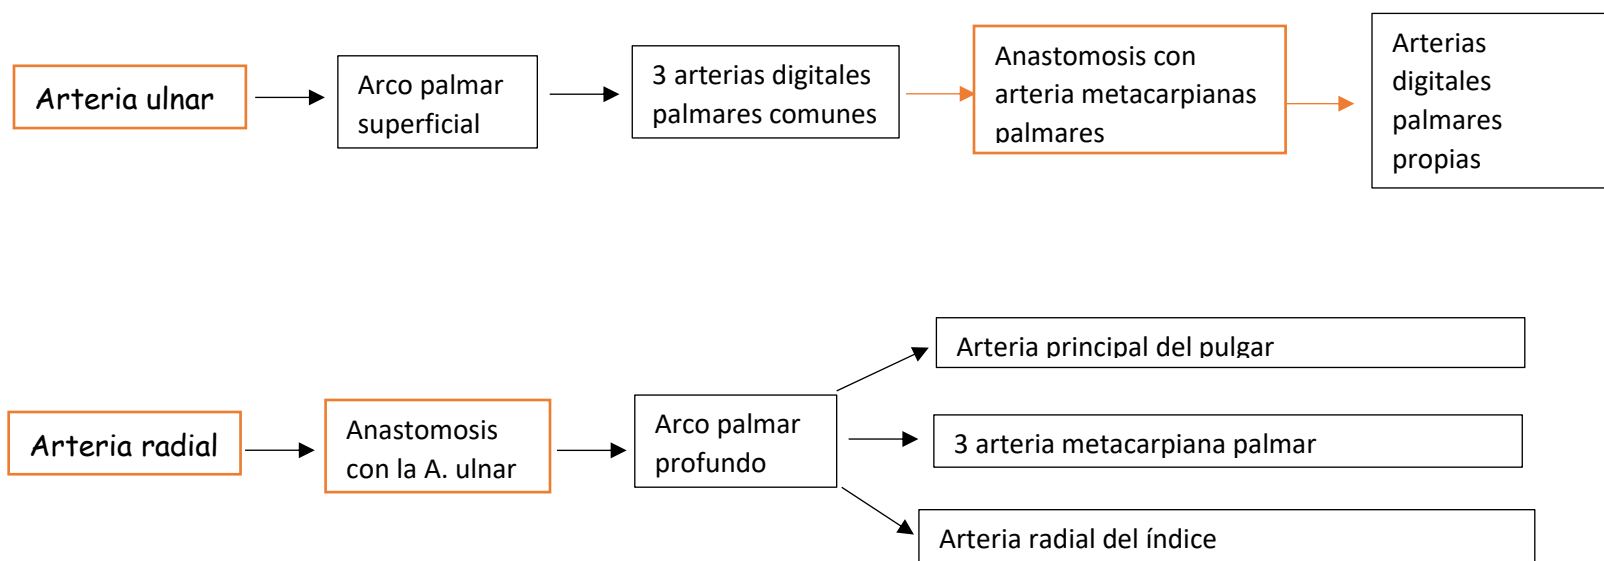 Arteria ulnar
Arco palmar
superficial
3 arterias digitales
palmares comunes
Anastomosis con
arteria metacarpianas
palmares
Arterias
digitales
palmares
propias
Arteria radial
Anastomosis
con la A. ulnar
Arco palmar
profundo
Arteria principal del pulgar
3 arteria metacarpiana palmar
Arteria radial del índice